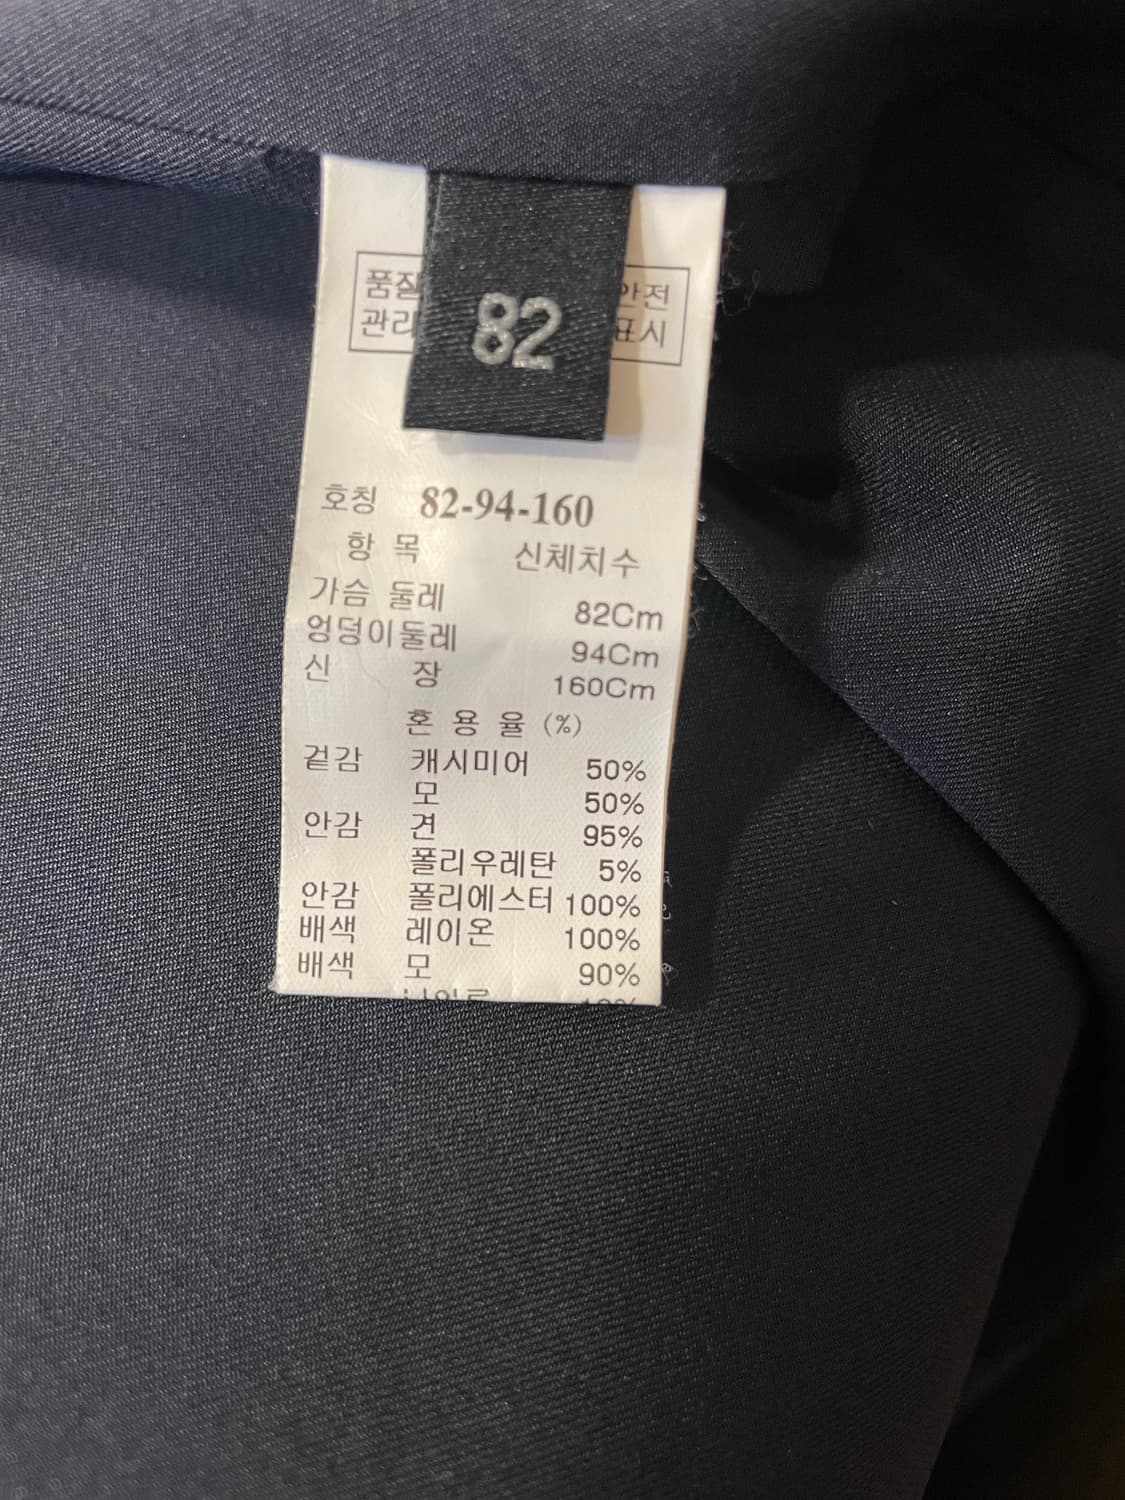 품질 안전
관리 표시
82
호칭 82-94-160
항 목 신체치수
가슴 둘레 82Cm
엉덩이둘레 94Cm
신 장 160Cm
혼 용 율 (%)
겉감 캐시미어 50%
모 50%
안감 견 95%
폴리우레탄 5%
안감 폴리에스터 100%
배색 레이온 100%
배색 모 90%